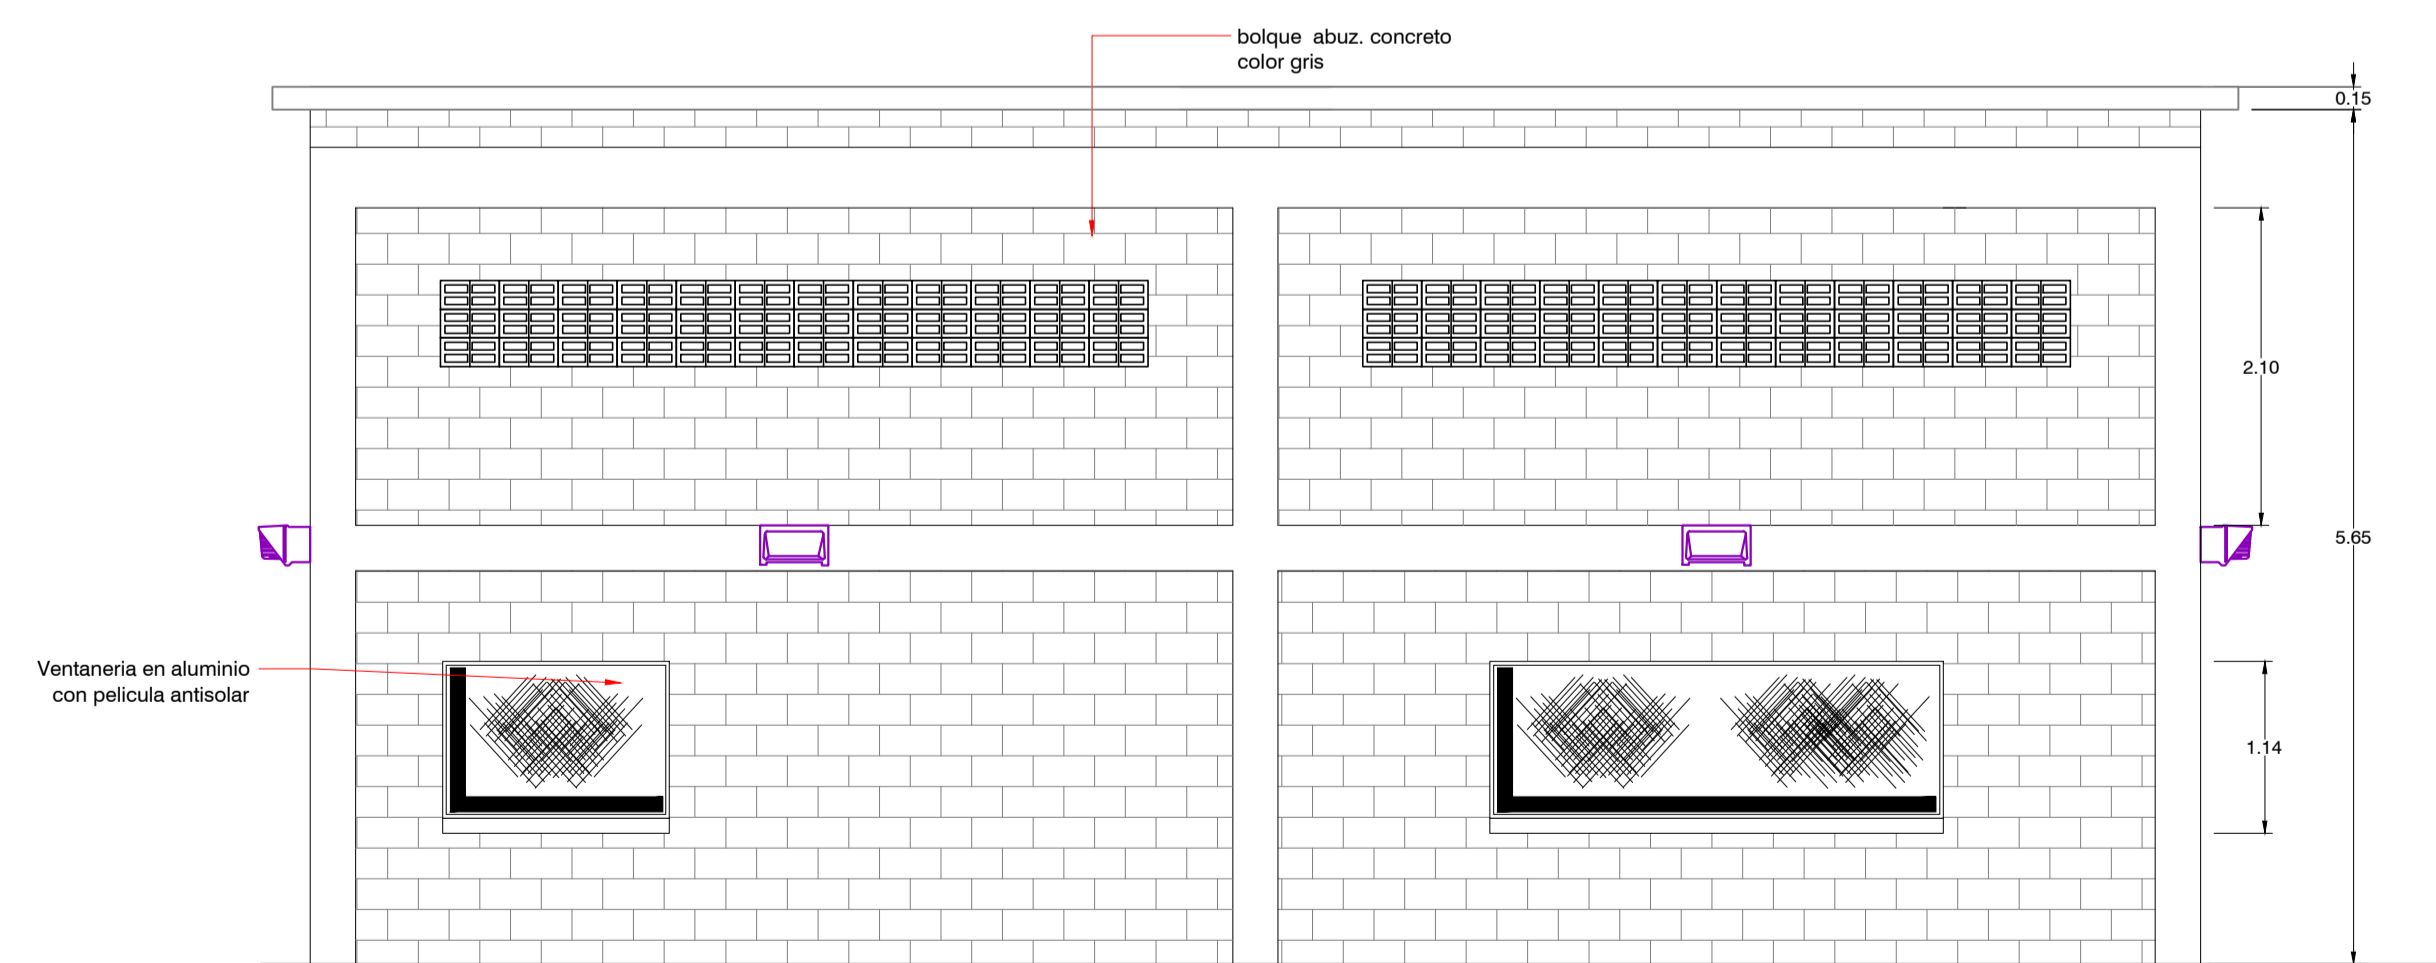 bolque abuz. concreto
color gris
0.15
2.10
5.65
Ventaneria en aluminio
con pelicula antisolar
1.14